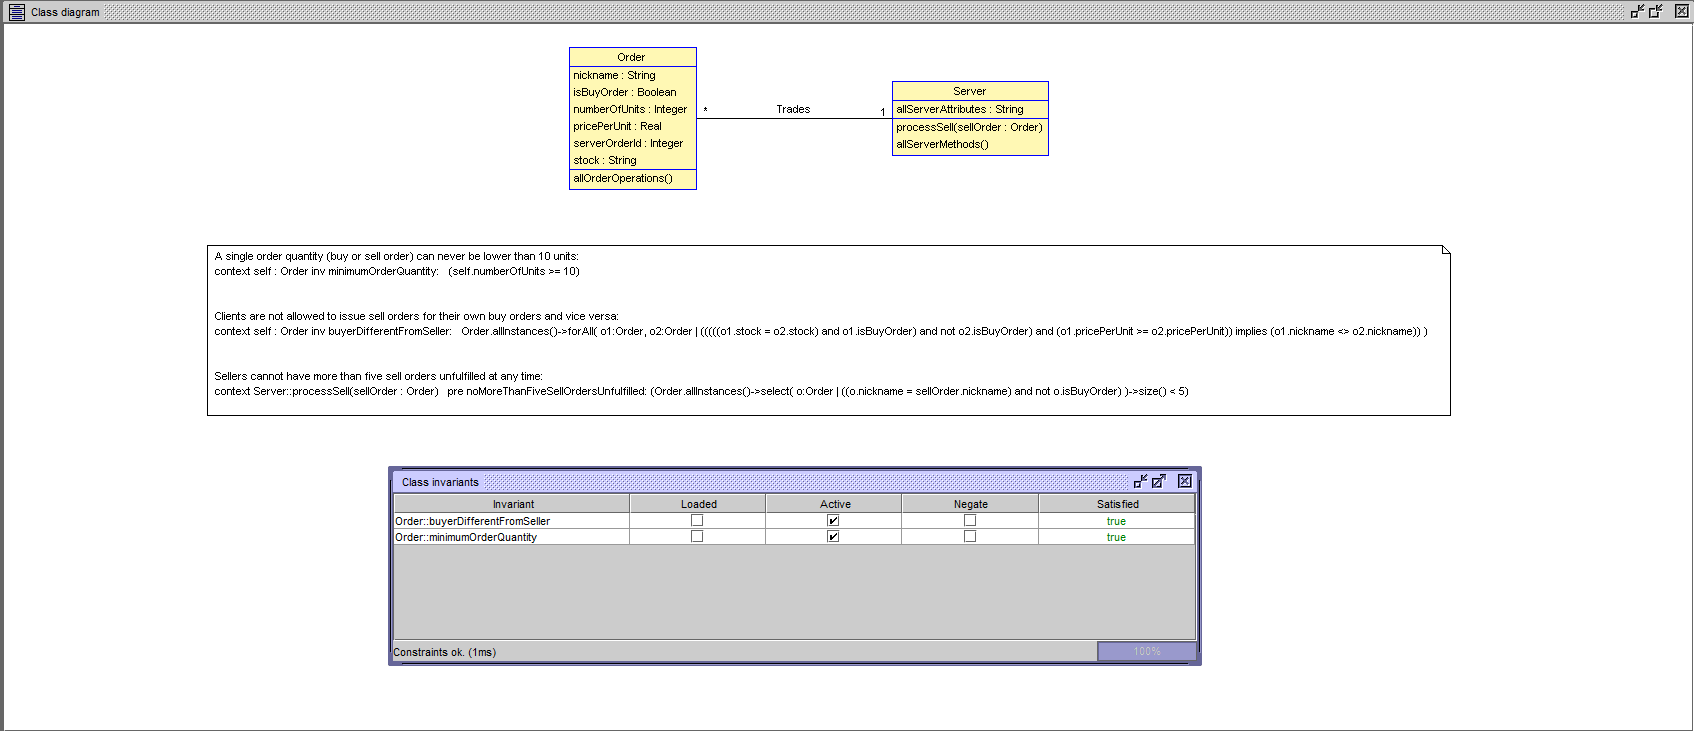 Class diagram
Order
nickname : String
isBuyOrder : Boolean
numberOfUnits : Integer
pricePerUnit : Real
serverOrderId : Integer
stock : String
allOrderOperations()
* Trades 1
Server
allServerAttributes : String
processSell(sellOrder : Order)
allServerMethods()
A single order quantity (buy or sell order) can never be lower than 10 units:
context self : Order inv minimumOrderQuantity: (self.numberOfUnits >= 10)
Clients are not allowed to issue sell orders for their own buy orders and vice versa:
context self : Order inv buyerDifferentFromSeller: Order.allInstances()->forAll( o1:Order, o2:Order | (((((o1.stock = o2.stock) and o1.isBuyOrder) and not o2.isBuyOrder) and (o1.pricePerUnit >= o2.pricePerUnit)) implies (o1.nickname <> o2.nickname)) )
Sellers cannot have more than five sell orders unfulfilled at any time:
context Server::processSell(sellOrder : Order) pre noMoreThanFiveSellOrdersUnfulfilled: (Order.allInstances()->select( o:Order | ((o.nickname = sellOrder.nickname) and not o.isBuyOrder) )->size() < 5)
Class invariants
Invariant Loaded Active Negate Satisfied
Order::buyerDifferentFromSeller true
Order::minimumOrderQuantity true
Constraints ok. (1ms) 100%